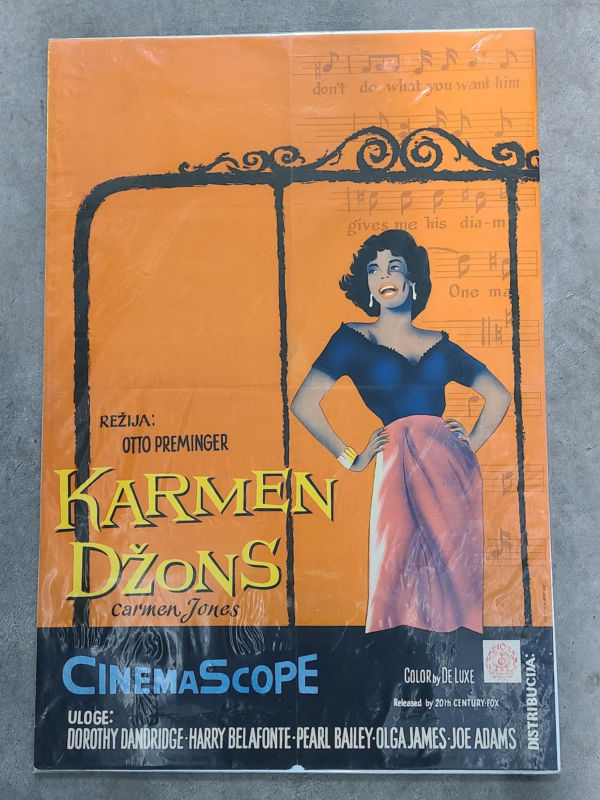 don't do what you want him
gives me his dia-m
One ma
REŽIJA:
OTTO PREMINGER
KARMEN
DŽONS
Carmen Jones
CINEMASCOPE
COLOR by DE LUXE
Released by 20th CENTURY-FOX
DISTRIBUCIJA:
ULOGE:
DOROTHY DANDRIDGE·HARRY BELAFONTE·PEARL BAILEY·OLGA JAMES·JOE ADAMS